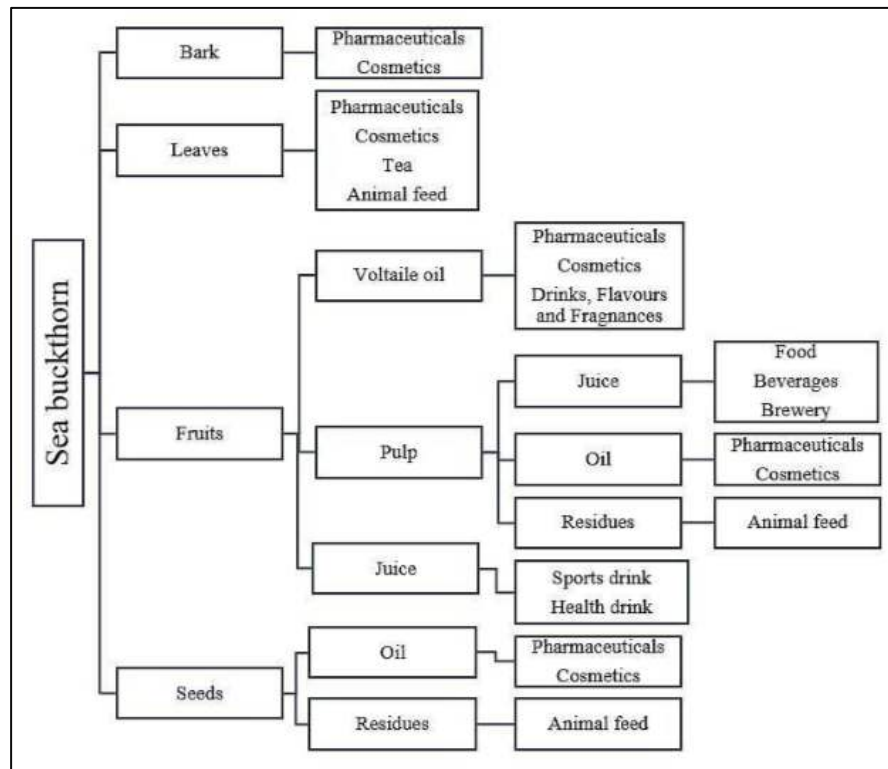 Sea buckthorn
Bark
Pharmaceuticals
Cosmetics
Leaves
Pharmaceuticals
Cosmetics
Tea
Animal feed
Fruits
Voltaile oil
Pharmaceuticals
Cosmetics
Drinks, Flavours
and Fragnances
Pulp
Juice
Food
Beverages
Brewery
Oil
Pharmaceuticals
Cosmetics
Residues
Animal feed
Juice
Sports drink
Health drink
Seeds
Oil
Pharmaceuticals
Cosmetics
Residues
Animal feed